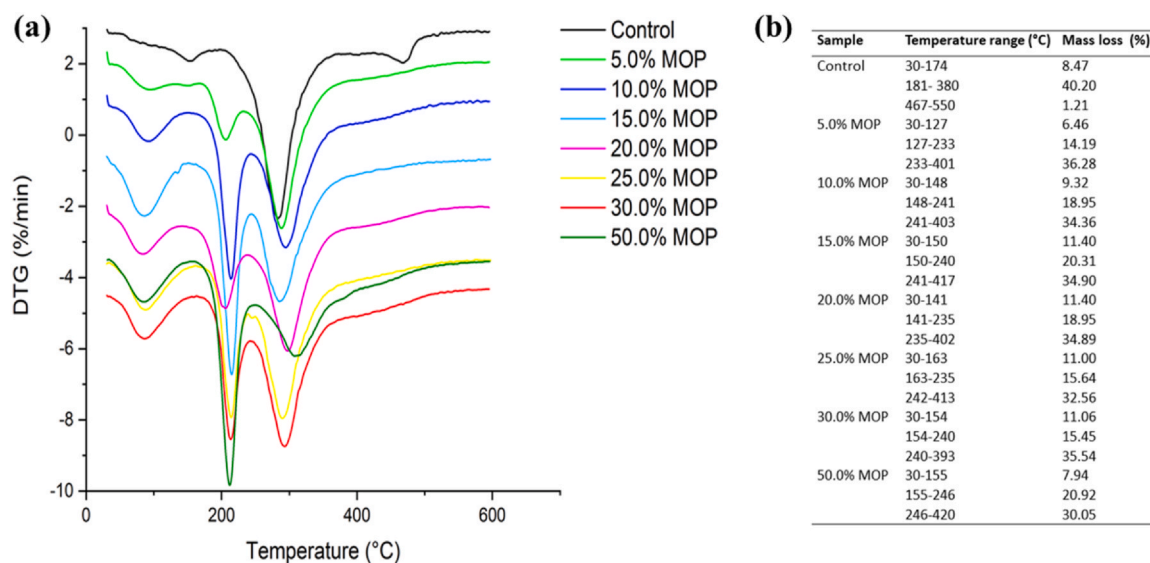 (a)
Control
5.0% MOP
10.0% MOP
15.0% MOP
20.0% MOP
25.0% MOP
30.0% MOP
50.0% MOP
2
0
-2
-4
-6
-8
-10
DTG (%/min)
0 200 400 600
Temperature (°C)
(b)
Sample Temperature range (°C) Mass loss (%)
Control 30-174 8.47
181- 380 40.20
467-550 1.21
5.0% MOP 30-127 6.46
127-233 14.19
233-401 36.28
10.0% MOP 30-148 9.32
148-241 18.95
241-403 34.36
15.0% MOP 30-150 11.40
150-240 20.31
241-417 34.90
20.0% MOP 30-141 11.40
141-235 18.95
235-402 34.89
25.0% MOP 30-163 11.00
163-235 15.64
242-413 32.56
30.0% MOP 30-154 11.06
154-240 15.45
240-393 35.54
50.0% MOP 30-155 7.94
155-246 20.92
246-420 30.05